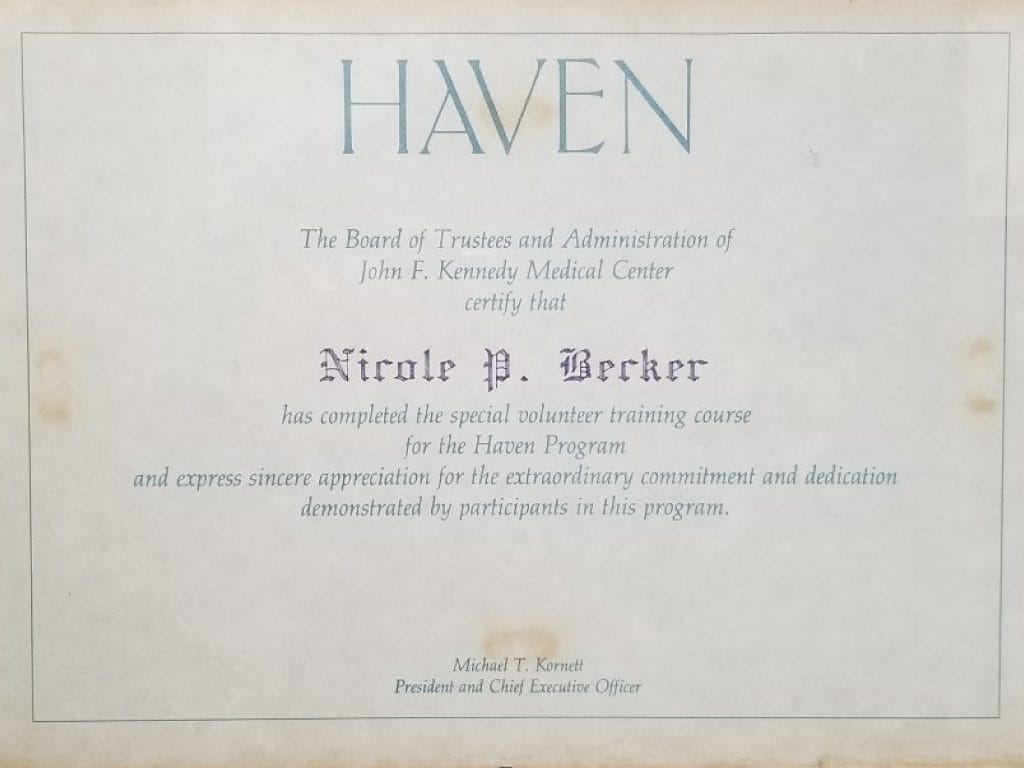 HAVEN
The Board of Trustees and Administration of
John F. Kennedy Medical Center
certify that
Nicole P. Becker
has completed the special volunteer training course
for the Haven Program
and express sincere appreciation for the extraordinary commitment and dedication
demonstrated by participants in this program.
Michael T. Kornett
President and Chief Executive Officer